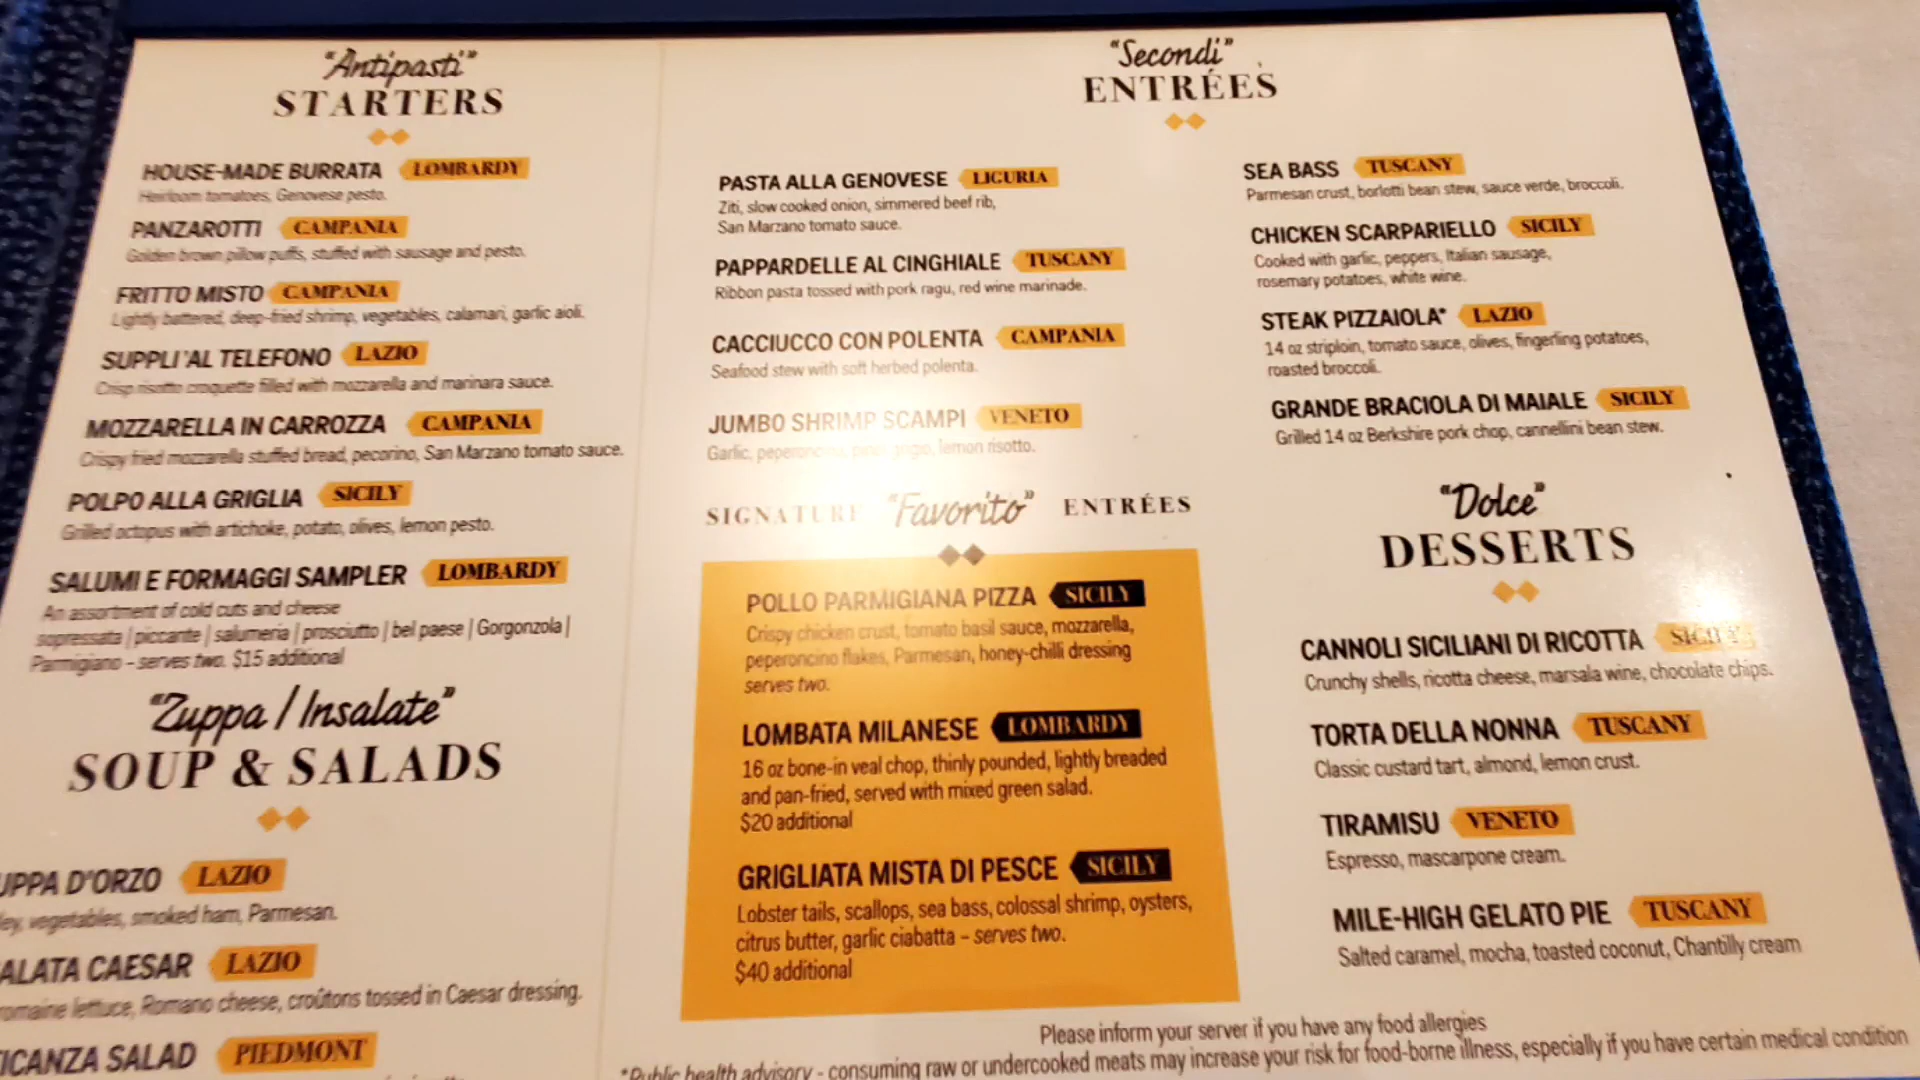 "Antipasti"
STARTERS
HOUSE-MADE BURRATA LOMBARDY
Heirloom tomatoes, Genovese pesto.
PANZAROTTI CAMPANIA
Golden brown pillow puffs, stuffed with sausage and pesto.
FRITTO MISTO CAMPANIA
Lightly battered, deep-fried shrimp, vegetables, calamari, garlic aioli.
SUPPLI 'AL TELEFONO LAZIO
Crisp risotto croquette filled with mozzarella and marinara sauce.
MOZZARELLA IN CARROZZA CAMPANIA
Crispy fried mozzarella stuffed bread, pecorino, San Marzano tomato sauce.
POLPO ALLA GRIGLIA SICILY
Grilled octopus with artichoke, potato, olives, lemon pesto.
SALUMI E FORMAGGI SAMPLER LOMBARDY
An assortment of cold cuts and cheese
sopressata | piccante | salumeria | prosciutto | bel paese | Gorgonzola |
Parmigiano – serves two. $15 additional
"Zuppa / Insalate"
SOUP & SALADS
UPPA D'ORZO LAZIO
ley, vegetables, smoked ham, Parmesan.
ALATA CAESAR LAZIO
romaine lettuce, Romano cheese, croûtons tossed in Caesar dressing.
ICANZA SALAD PIEDMONT
"Secondi"
ENTRÉES
PASTA ALLA GENOVESE LIGURIA
Ziti, slow cooked onion, simmered beef rib,
San Marzano tomato sauce.
PAPPARDELLE AL CINGHIALE TUSCANY
Ribbon pasta tossed with pork ragu, red wine marinade.
CACCIUCCO CON POLENTA CAMPANIA
Seafood stew with soft herbed polenta.
JUMBO SHRIMP SCAMPI VENETO
Garlic, peperoncino, pinot grigio, lemon risotto.
SEA BASS TUSCANY
Parmesan crust, borlotti bean stew, sauce verde, broccoli.
CHICKEN SCARPARIELLO SICILY
Cooked with garlic, peppers, Italian sausage,
rosemary potatoes, white wine.
STEAK PIZZAIOLA* LAZIO
14 oz striploin, tomato sauce, olives, fingerling potatoes,
roasted broccoli.
GRANDE BRACIOLA DI MAIALE SICILY
Grilled 14 oz Berkshire pork chop, cannellini bean stew.
SIGNATURE "Favorito" ENTRÉES
POLLO PARMIGIANA PIZZA SICILY
Crispy chicken crust, tomato basil sauce, mozzarella,
peperoncino flakes, Parmesan, honey-chilli dressing
serves two.
LOMBATA MILANESE LOMBARDY
16 oz bone-in veal chop, thinly pounded, lightly breaded
and pan-fried, served with mixed green salad.
$20 additional
GRIGLIATA MISTA DI PESCE SICILY
Lobster tails, scallops, sea bass, colossal shrimp, oysters,
citrus butter, garlic ciabatta – serves two.
$40 additional
"Dolce"
DESSERTS
CANNOLI SICILIANI DI RICOTTA SICILY
Crunchy shells, ricotta cheese, marsala wine, chocolate chips.
TORTA DELLA NONNA TUSCANY
Classic custard tart, almond, lemon crust.
TIRAMISU VENETO
Espresso, mascarpone cream.
MILE-HIGH GELATO PIE TUSCANY
Salted caramel, mocha, toasted coconut, Chantilly cream
Please inform your server if you have any food allergies
*Public health advisory - consuming raw or undercooked meats may increase your risk for food-borne illness, especially if you have certain medical condition